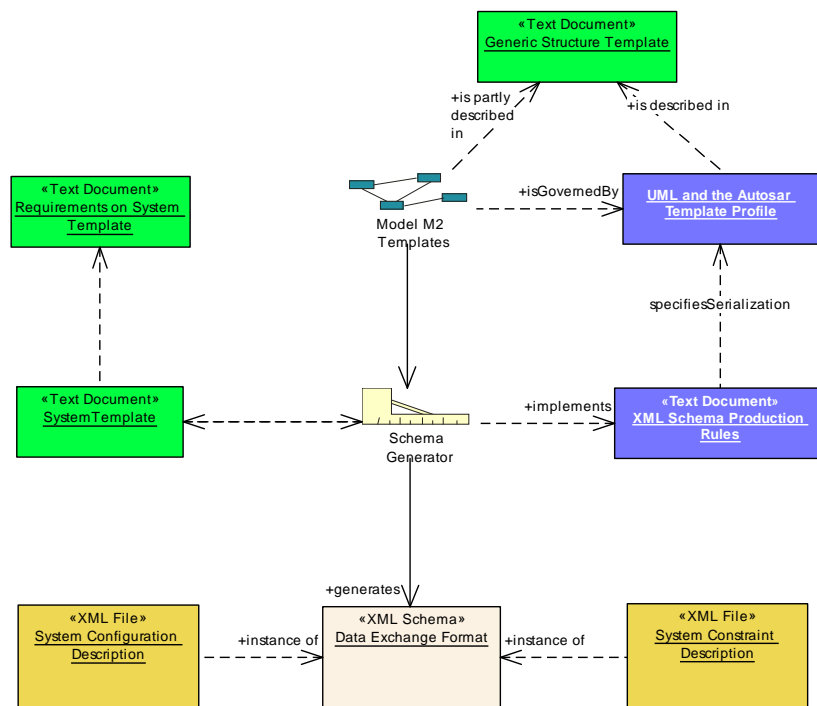 «Text Document»
Generic Structure Template
+is partly
described
in
+is described in
«Text Document»
Requirements on System
Template
Model M2
Templates
+isGovernedBy
UML and the Autosar
Template Profile
specifiesSerialization
«Text Document»
SystemTemplate
Schema
Generator
+implements
«Text Document»
XML Schema Production
Rules
+generates
«XML File»
System Configuration
Description
+instance of
«XML Schema»
Data Exchange Format
+instance of
«XML File»
System Constraint
Description